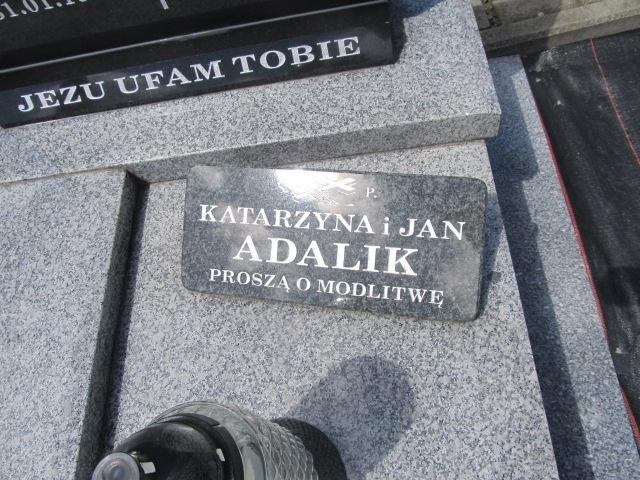 JEZU UFAM TOBIE
P.
KATARZYNA i JAN
ADALIK
PROSZĄ O MODLITWĘ